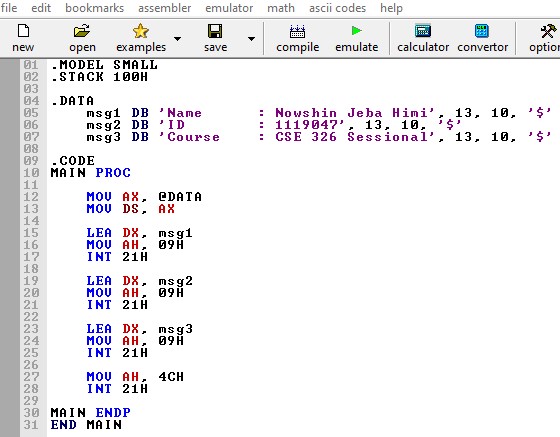 file edit bookmarks assembler emulator math ascii codes help
new open examples save compile emulate calculator convertor
01 .MODEL SMALL
02 .STACK 100H
03
04 .DATA
05 msg1 DB 'Name : Nowshin Jeba Himi', 13, 10, '$'
06 msg2 DB 'ID : 1119047', 13, 10, '$'
07 msg3 DB 'Course : CSE 326 Sessional', 13, 10, '$'
08
09 .CODE
10 MAIN PROC
11
12 MOV AX, @DATA
13 MOV DS, AX
14
15 LEA DX, msg1
16 MOV AH, 09H
17 INT 21H
18
19 LEA DX, msg2
20 MOV AH, 09H
21 INT 21H
22
23 LEA DX, msg3
24 MOV AH, 09H
25 INT 21H
26
27 MOV AH, 4CH
28 INT 21H
29
30 MAIN ENDP
31 END MAIN